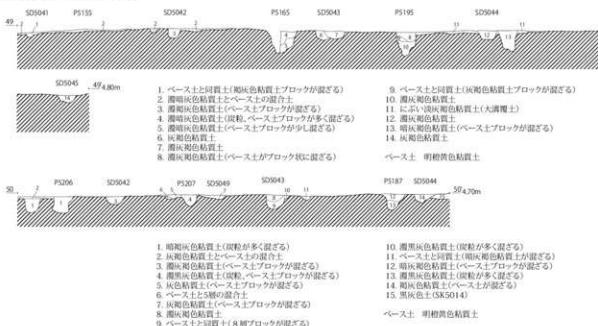 SD5041 PS155 SD5042 PS165 SD5043 PS195 SD5044
49
SD5045
49' 4.80m
1. ベース土と同質土(褐灰色粘質土ブロックが混ざる)
2. 濁暗灰色粘質土とベース土の混合土
3. 濁暗灰色粘質土(ベース土ブロックが混ざる)
4. 濁暗灰色粘質土(炭粒、ベース土ブロックが多く混ざる)
5. 濁暗灰色粘質土(ベース土ブロックが少し混ざる)
6. 灰褐色粘質土
7. 濁灰褐色粘質土
8. 濁灰褐色粘質土(ベース土がブロック状に混ざる)
9. ベース土と同質土(灰褐色粘質土ブロックが混ざる)
10. 濁灰褐色粘質土
11. にぶい淡灰褐色粘質土(大溝覆土)
12. 濁灰褐色粘質土
13. 暗灰褐色粘質土(ベース土ブロックが混ざる)
14. 灰褐色粘質土
ベース土 明橙黄色粘質土
50
PS206 SD5042 PS207 SD5049 SD5043 PS187 SD5044
50' 4.70m
1. 暗褐灰色粘質土(炭粒が多く混ざる)
2. 灰褐色粘質土とベース土の混合土
3. 濁灰褐色粘質土(ベース土ブロックが混ざる)
4. 濁黒灰色粘質土(炭粒、ベース土ブロックが混ざる)
5. 灰色粘質土(ベース土ブロックが混ざる)
6. ベース土と5層の混合土
7. 灰褐色粘質土(ベース土ブロックが混ざる)
8. 濁灰褐色粘質土
9. ベース土と同質土(8層ブロックが混ざる)
10. 濁黒灰色粘質土(炭粒が多く混ざる)
11. ベース土と同質土(暗灰褐色粘質土が混ざる)
12. 暗灰褐色粘質土(ベース土ブロックが混ざる)
13. 濁黒灰色粘質土(炭粒が多く混ざる)
14. 褐灰色粘質土(ベース土が混ざる)
15. 黒灰色土(SK5014)
ベース土 明橙黄色粘質土